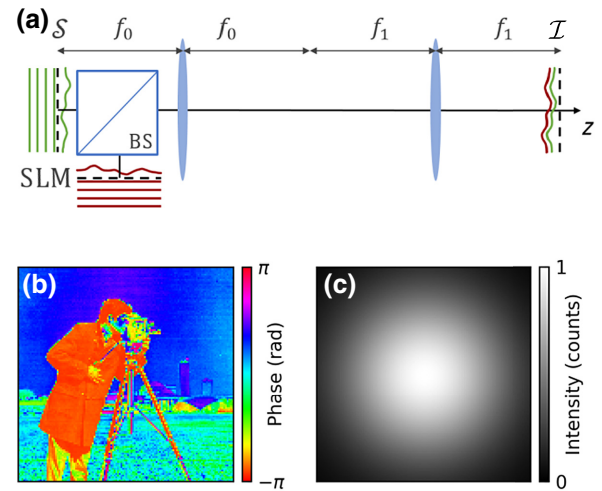 (a) 𝒮 f₀ f₀ f₁ f₁ ℐ
BS
z
SLM
(b) π
Phase (rad)
−π
(c) 1
Intensity (counts)
0